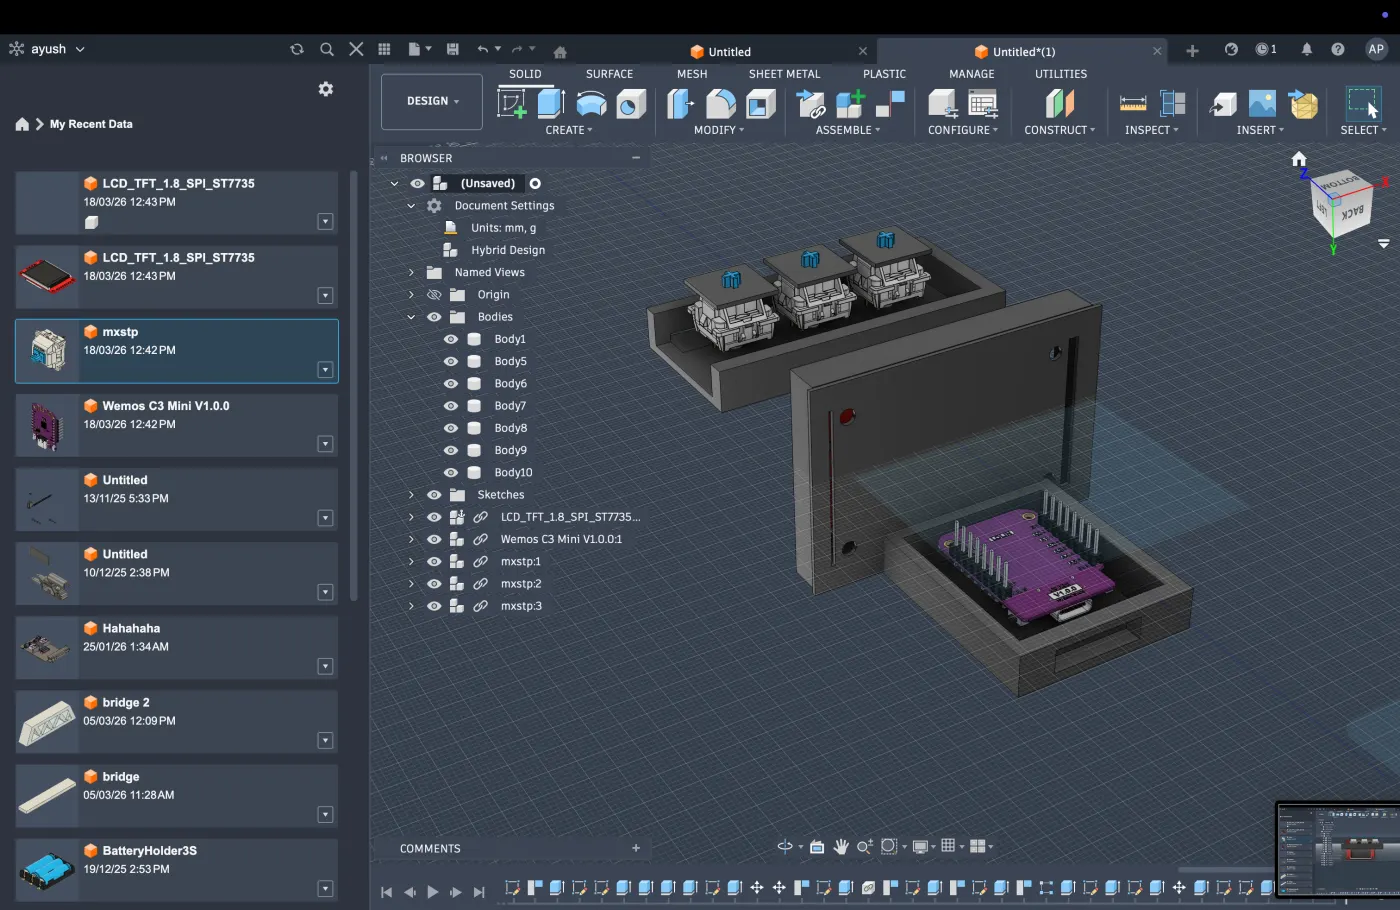 ayush
Untitled
Untitled*(1)
1
AP
DESIGN
SOLID
SURFACE
MESH
SHEET METAL
PLASTIC
MANAGE
UTILITIES
CREATE
MODIFY
ASSEMBLE
CONFIGURE
CONSTRUCT
INSPECT
INSERT
SELECT
My Recent Data
LCD_TFT_1.8_SPI_ST7735
18/03/26 12:43 PM
LCD_TFT_1.8_SPI_ST7735
18/03/26 12:43 PM
mxstp
18/03/26 12:42 PM
Wemos C3 Mini V1.0.0
18/03/26 12:42 PM
Untitled
13/11/25 5:33 PM
Untitled
10/12/25 2:38 PM
Hahahaha
25/01/26 1:34 AM
bridge 2
05/03/26 12:09 PM
bridge
05/03/26 11:28 AM
BatteryHolder3S
19/12/25 2:53 PM
BROWSER
(Unsaved)
Document Settings
Units: mm, g
Hybrid Design
Named Views
Origin
Bodies
Body1
Body5
Body6
Body7
Body8
Body9
Body10
Sketches
LCD_TFT_1.8_SPI_ST7735...
Wemos C3 Mini V1.0.0:1
mxstp:1
mxstp:2
mxstp:3
Z
X
Y
BOTTOM
LEFT
BACK
V1.0.0
COMMENTS